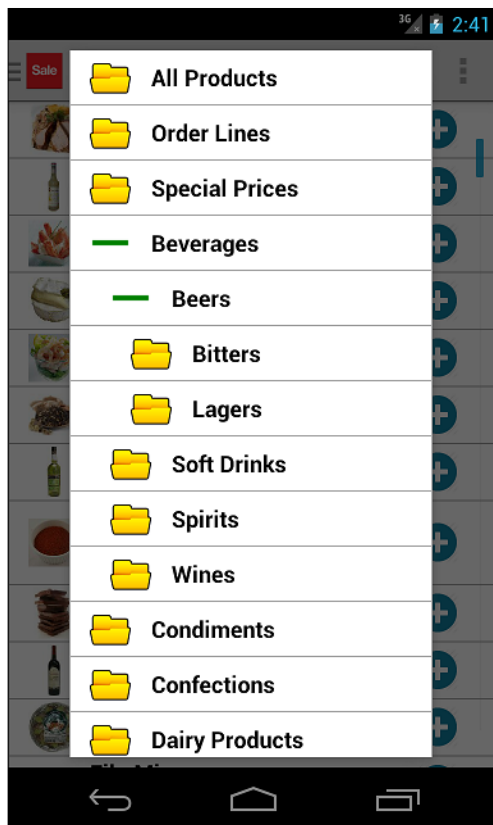 3G 2:41
Sale
All Products
Order Lines
Special Prices
Beverages
Beers
Bitters
Lagers
Soft Drinks
Spirits
Wines
Condiments
Confections
Dairy Products